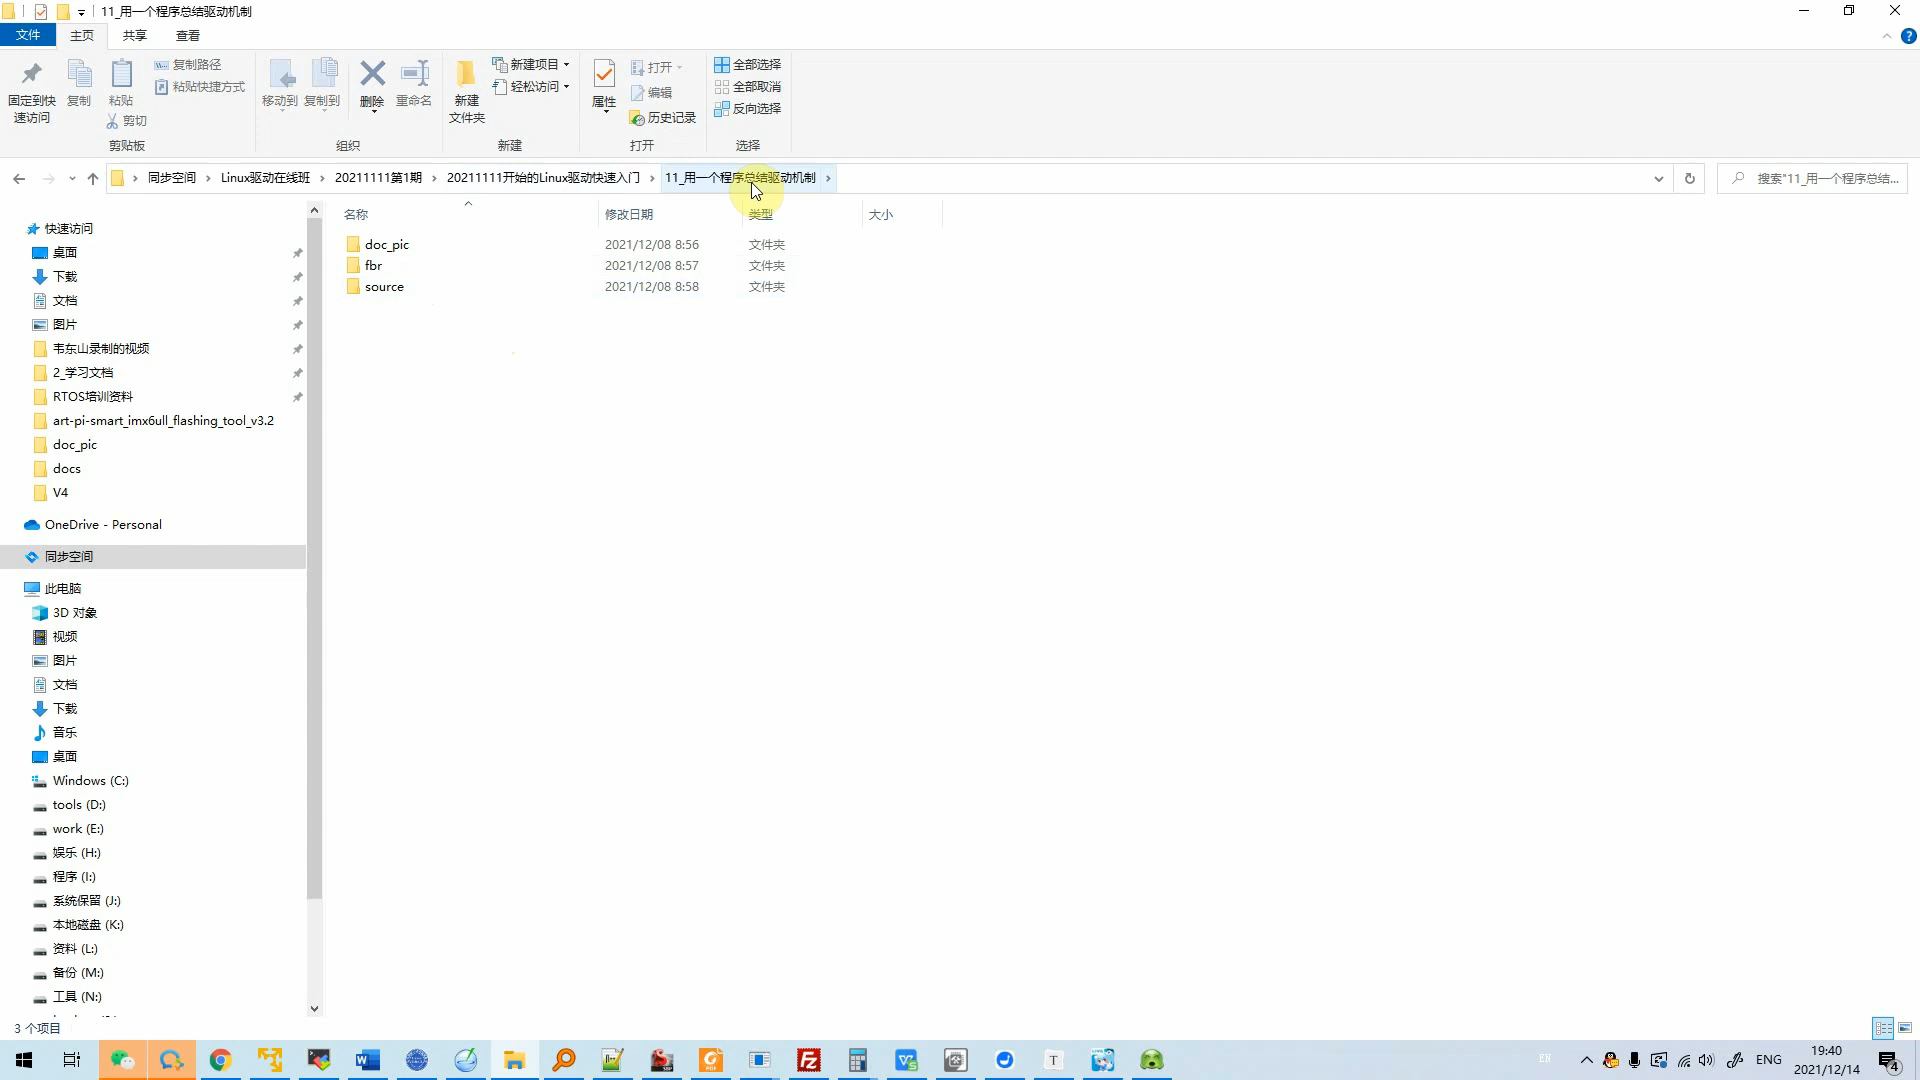 11_用一个程序总结驱动机制
文件 主页 共享 查看
固定到快速访问
复制
粘贴
复制路径
粘贴快捷方式
剪切
剪贴板
移动到
复制到
删除
重命名
组织
新建
文件夹
新建项目
轻松访问
新建
属性
打开
编辑
历史记录
打开
全部选择
全部取消
反向选择
选择
同步空间 › Linux驱动在线班 › 20211111第1期 › 20211111开始的Linux驱动快速入门 › 11_用一个程序总结驱动机制 ›
搜索"11_用一个程序总结...
名称 修改日期 类型 大小
doc_pic 2021/12/08 8:56 文件夹
fbr 2021/12/08 8:57 文件夹
source 2021/12/08 8:58 文件夹
快速访问
桌面
下载
文档
图片
韦东山录制的视频
2_学习文档
RTOS培训资料
art-pi-smart_imx6ull_flashing_tool_v3.2
doc_pic
docs
V4
OneDrive - Personal
同步空间
此电脑
3D 对象
视频
图片
文档
下载
音乐
桌面
Windows (C:)
tools (D:)
work (E:)
娱乐 (H:)
程序 (I:)
系统保留 (J:)
本地磁盘 (K:)
资料 (L:)
备份 (M:)
工具 (N:)
3 个项目
EN
ENG
19:40
2021/12/14
4